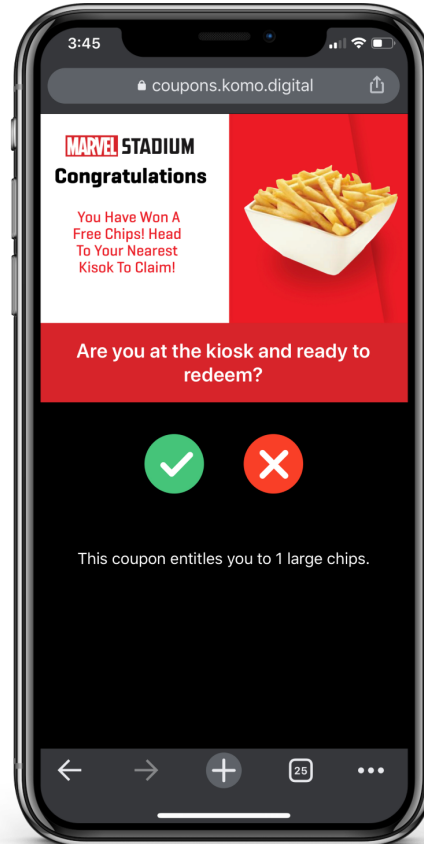 3:45
coupons.komo.digital
MARVEL STADIUM
Congratulations
You Have Won A
Free Chips! Head
To Your Nearest
Kisok To Claim!
Are you at the kiosk and ready to
redeem?
This coupon entitles you to 1 large chips.
25